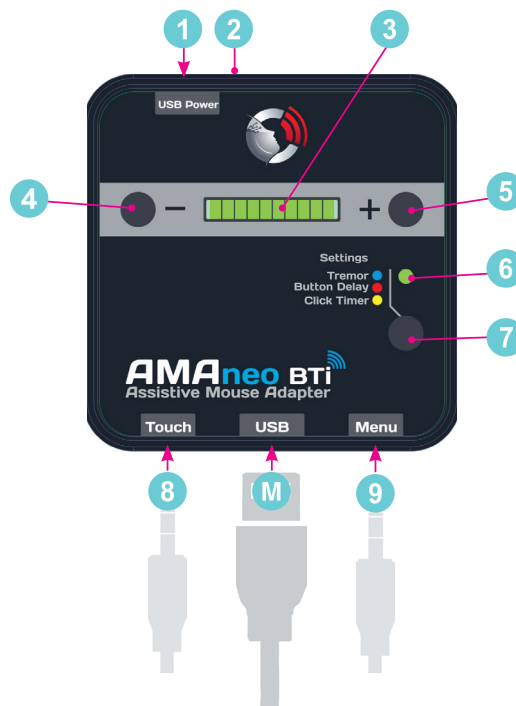 1 2 3
USB Power
4 − + 5
Settings
Tremor
Button Delay
Click Timer
6
7
AMAneo BTi
Assistive Mouse Adapter
Touch USB Menu
8 M 9